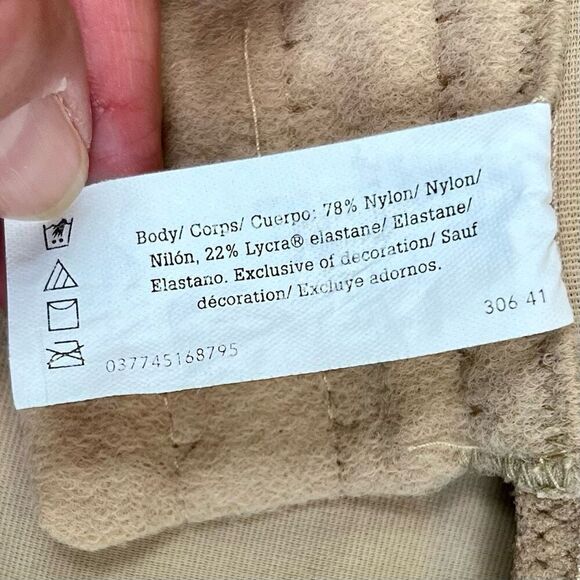 Body/ Corps/ Cuerpo: 78% Nylon/ Nylon/
Nilón, 22% Lycra® elastane/ Elastane/
Elastano. Exclusive of decoration/ Sauf
décoration/ Excluye adornos.
306 41
037745168795